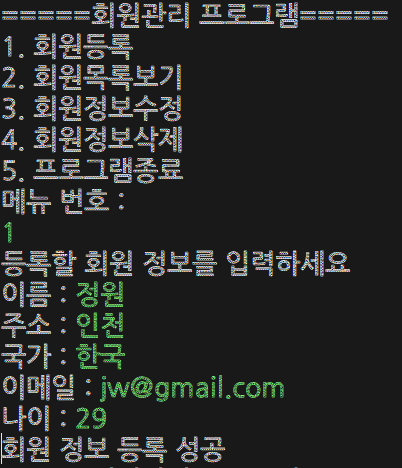 =====회원관리 프로그램=====
1. 회원등록
2. 회원목록보기
3. 회원정보수정
4. 회원정보삭제
5. 프로그램종료
메뉴 번호 :
1
등록할 회원 정보를 입력하세요
이름 : 정원
주소 : 인천
국가 : 한국
이메일 : jw@gmail.com
나이 : 29
회원 정보 등록 성공